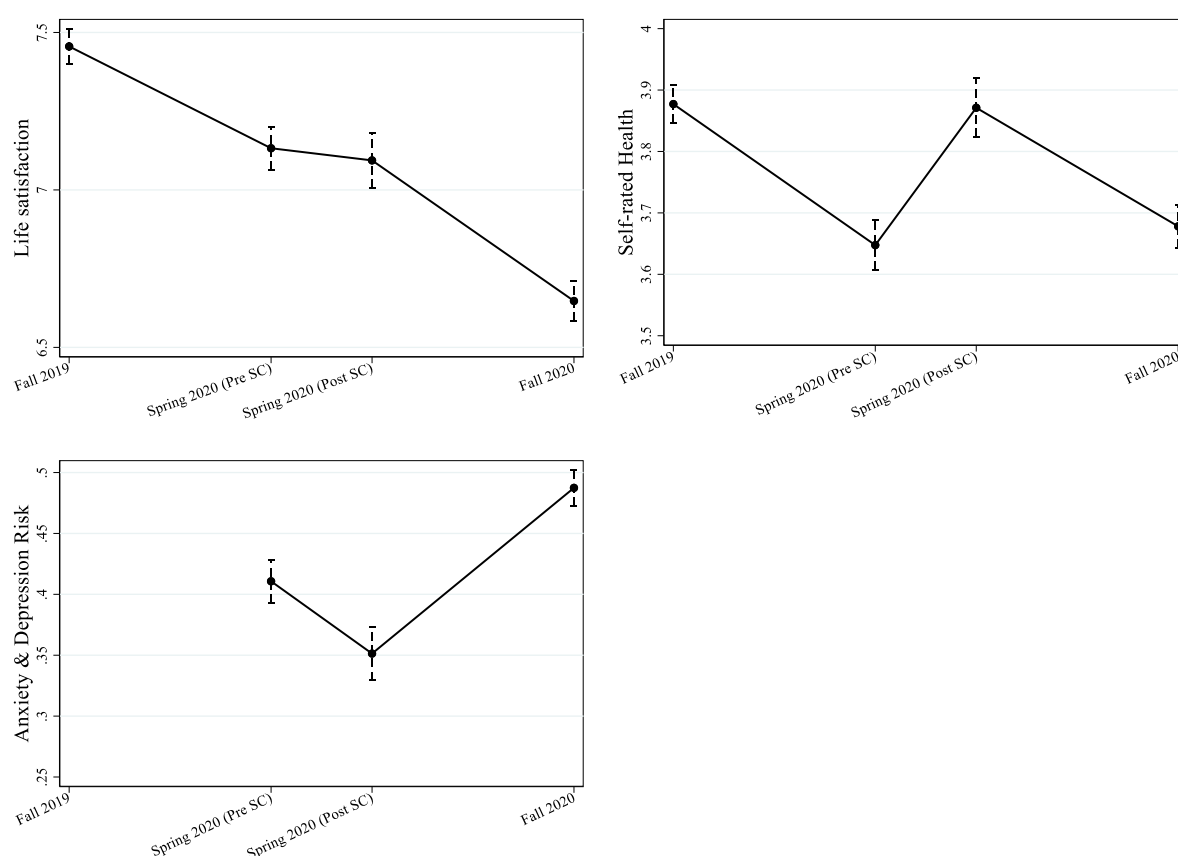 Life satisfaction
7.5
7
6.5
Fall 2019
Spring 2020 (Pre SC)
Spring 2020 (Post SC)
Fall 2020
Self-rated Health
4
3.9
3.8
3.7
3.6
3.5
Fall 2019
Spring 2020 (Pre SC)
Spring 2020 (Post SC)
Fall 2020
Anxiety & Depression Risk
.5
.45
.4
.35
.3
.25
Fall 2019
Spring 2020 (Pre SC)
Spring 2020 (Post SC)
Fall 2020